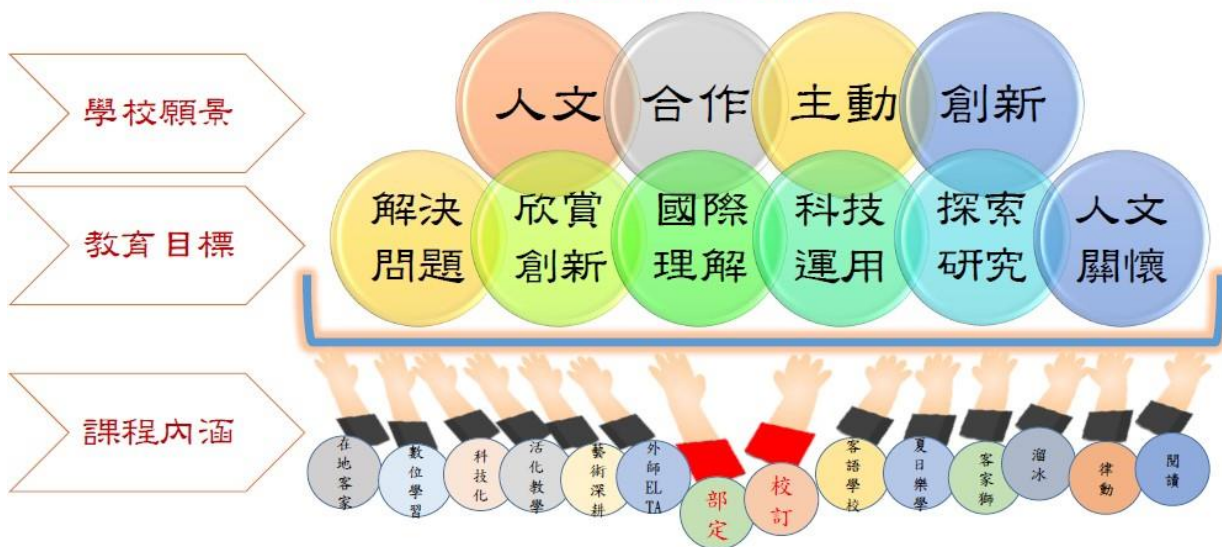 學校願景
人文
合作
主動
創新
教育目標
解決
問題
欣賞
創新
國際
理解
科技
運用
探索
研究
人文
關懷
課程內涵
在地客家
數位學習
科技化
活化教學
藝術深耕
外師ELTA
部定
校訂
客語學校
夏日樂學
客家獅
溜冰
律動
閱讀